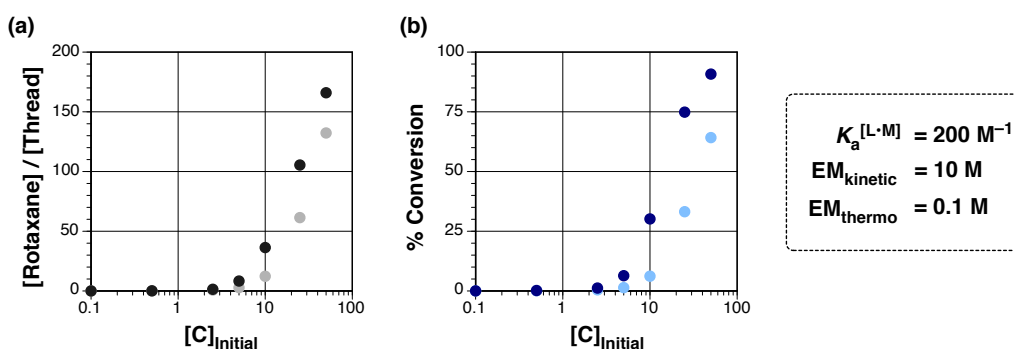 (a)
[Rotaxane] / [Thread]
200
150
100
50
0
0.1
1
10
100
[C]Initial
(b)
% Conversion
100
75
50
25
0
0.1
1
10
100
[C]Initial
Ka[L•M] = 200 M–1
EMkinetic = 10 M
EMthermo = 0.1 M